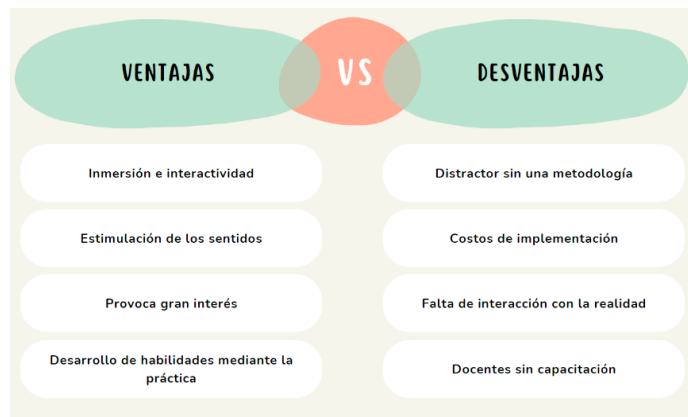 VENTAJAS
VS
DESVENTAJAS
Inmersión e interactividad
Distractor sin una metodología
Estimulación de los sentidos
Costos de implementación
Provoca gran interés
Falta de interacción con la realidad
Desarrollo de habilidades mediante la
práctica
Docentes sin capacitación